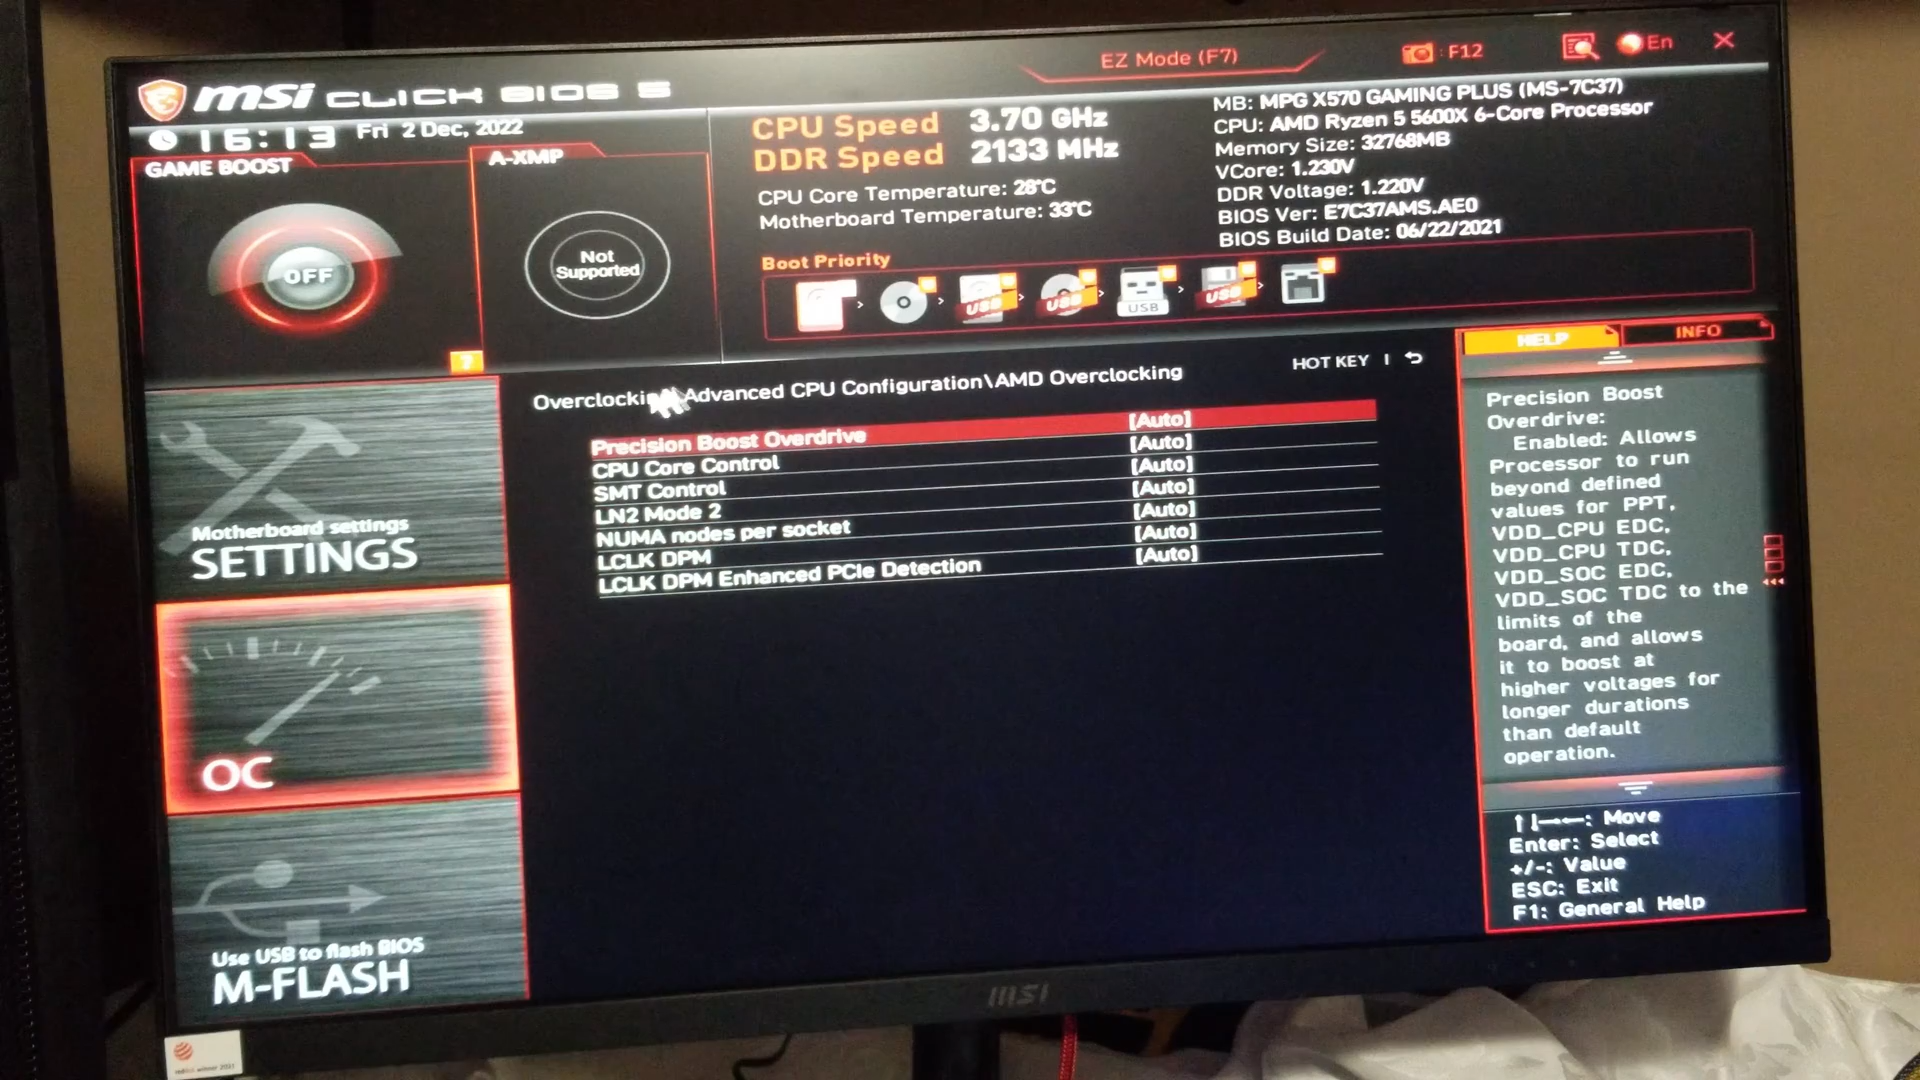 msi CLICK BIOS 5
EZ Mode (F7)
: F12
En
X
16:13 Fri 2 Dec, 2022
GAME BOOST
OFF
A-XMP
Not
Supported
CPU Speed 3.70 GHz
DDR Speed 2133 MHz
CPU Core Temperature: 28°C
Motherboard Temperature: 33°C
MB: MPG X570 GAMING PLUS (MS-7C37)
CPU: AMD Ryzen 5 5600X 6-Core Processor
Memory Size: 32768MB
VCore: 1.230V
DDR Voltage: 1.220V
BIOS Ver: E7C37AMS.AE0
BIOS Build Date: 06/22/2021
Boot Priority
USB
USB
USB
USB
?
Motherboard settings
SETTINGS
OC
Use USB to flash BIOS
M-FLASH
Overclocking\Advanced CPU Configuration\AMD Overclocking
HOT KEY |
Precision Boost Overdrive [Auto]
CPU Core Control [Auto]
SMT Control [Auto]
LN2 Mode 2 [Auto]
NUMA nodes per socket [Auto]
LCLK DPM [Auto]
LCLK DPM Enhanced PCIe Detection [Auto]
HELP
INFO
Precision Boost
Overdrive:
Enabled: Allows
Processor to run
beyond defined
values for PPT,
VDD_CPU EDC,
VDD_CPU TDC,
VDD_SOC EDC,
VDD_SOC TDC to the
limits of the
board, and allows
it to boost at
higher voltages for
longer durations
than default
operation.
↑↓→←: Move
Enter: Select
+/-: Value
ESC: Exit
F1: General Help
msi